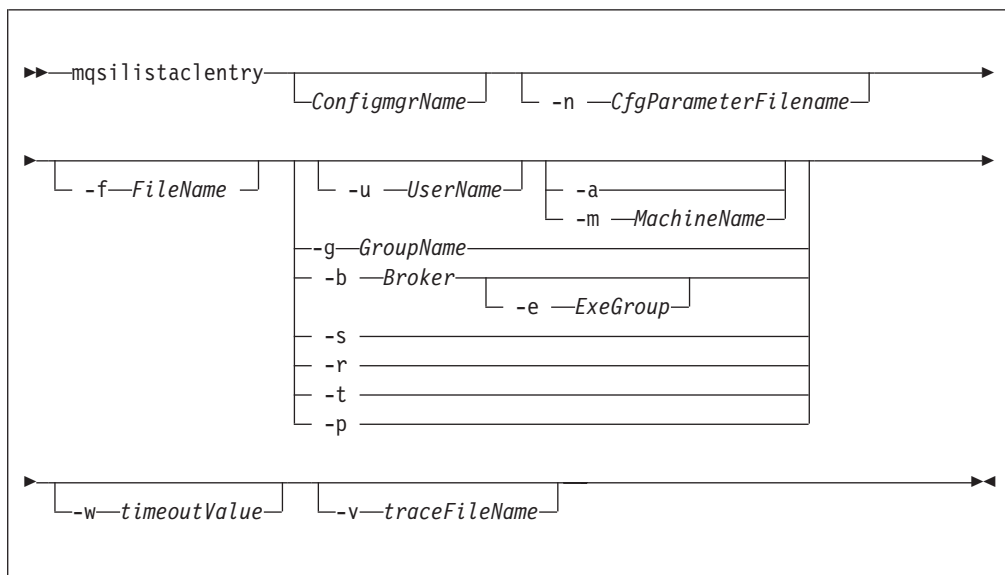 mqsilistaclentry
ConfigmgrName -n CfgParameterFilename
-f FileName -u UserName -a
-m MachineName
-g GroupName
-b Broker
-e ExeGroup
-s
-r
-t
-p
-w timeoutValue -v traceFileName